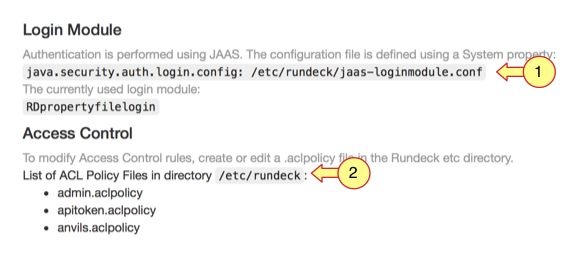 Login Module
Authentication is performed using JAAS. The configuration file is defined using a System property:
java.security.auth.login.config: /etc/rundeck/jaas-loginmodule.conf
1
The currently used login module:
RDpropertyfilelogin
Access Control
To modify Access Control rules, create or edit a .aclpolicy file in the Rundeck etc directory.
List of ACL Policy Files in directory /etc/rundeck :
2
• admin.aclpolicy
• apitoken.aclpolicy
• anvils.aclpolicy